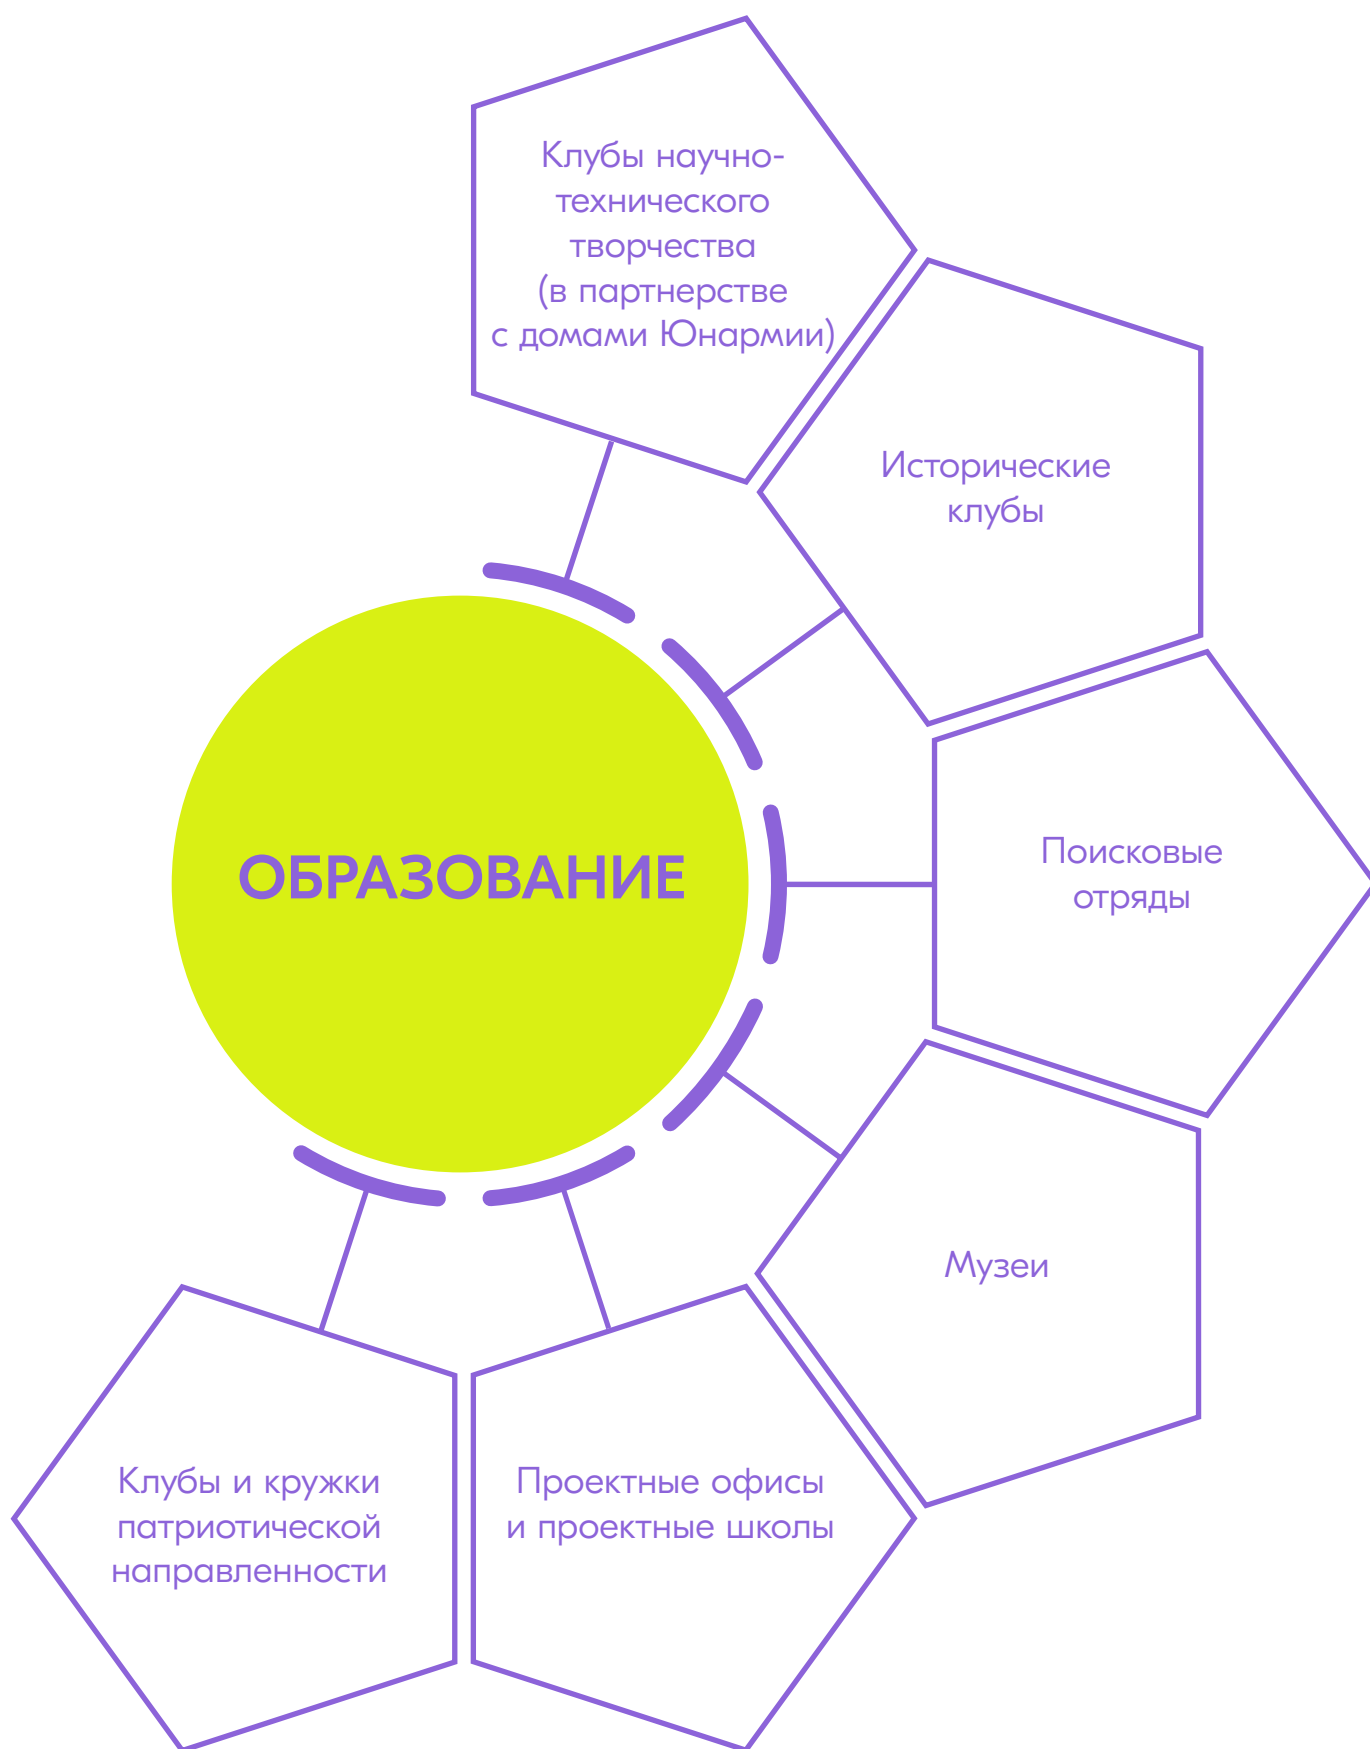 Клубы научно-
технического
творчества
(в партнерстве
с домами Юнармии)
Исторические
клубы
Поисковые
отряды
ОБРАЗОВАНИЕ
Музеи
Клубы и кружки
патриотической
направленности
Проектные офисы
и проектные школы